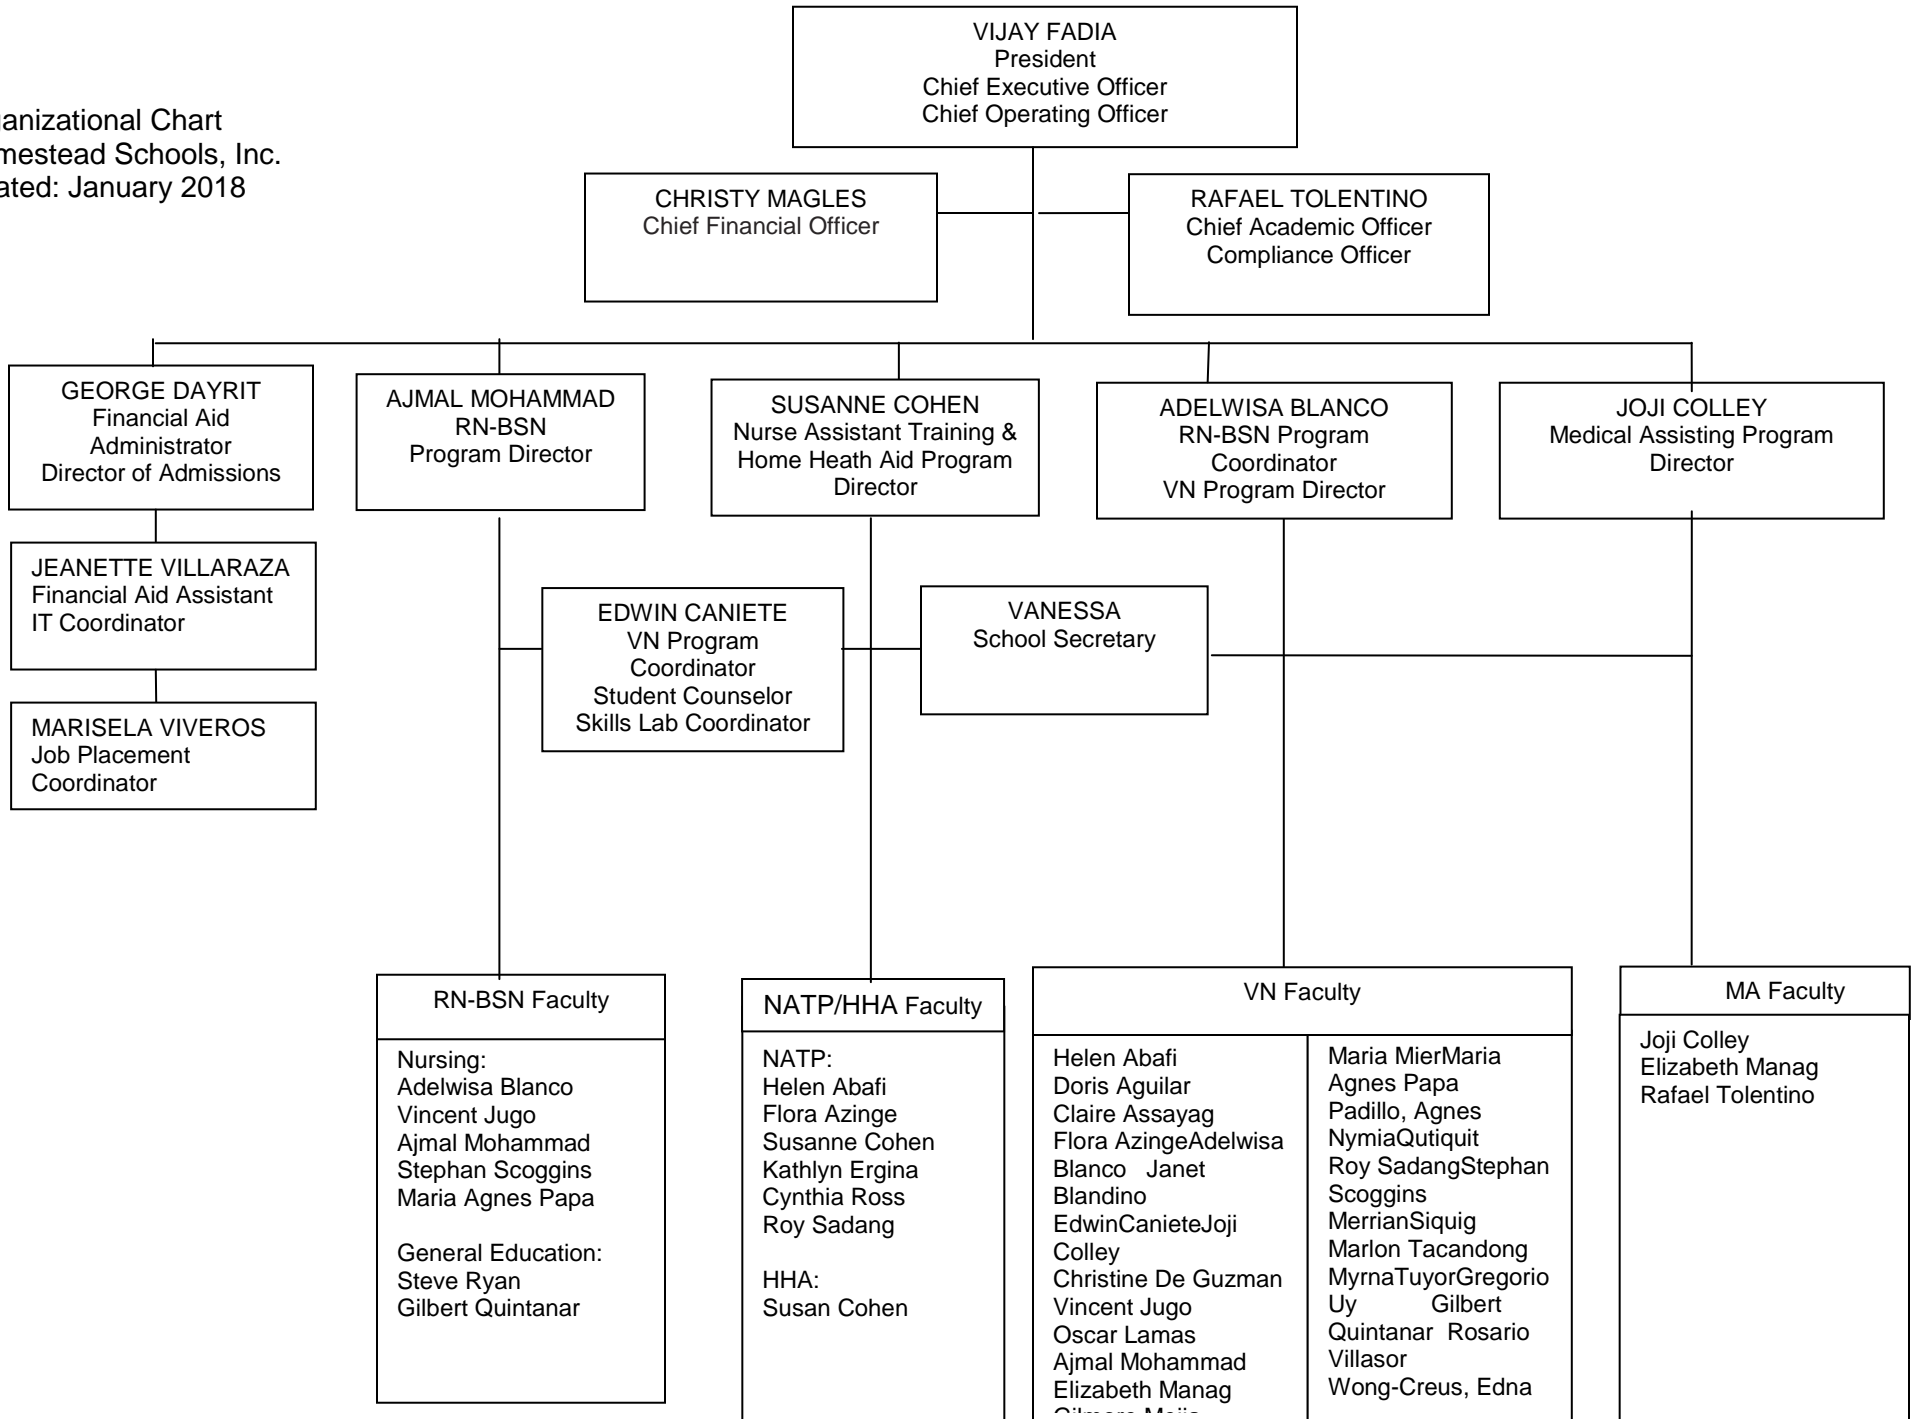 VIJAY FADIA
President
Chief Executive Officer
Chief Operating Officer
ganizational Chart
mestead Schools, Inc.
ated: January 2018
CHRISTY MAGLES
Chief Financial Officer
RAFAEL TOLENTINO
Chief Academic Officer
Compliance Officer
GEORGE DAYRIT
Financial Aid
Administrator
Director of Admissions
AJMAL MOHAMMAD
RN-BSN
Program Director
SUSANNE COHEN
Nurse Assistant Training &
Home Heath Aid Program
Director
ADELWISA BLANCO
RN-BSN Program
Coordinator
VN Program Director
JOJI COLLEY
Medical Assisting Program
Director
JEANETTE VILLARAZA
Financial Aid Assistant
IT Coordinator
EDWIN CANIETE
VN Program
Coordinator
Student Counselor
Skills Lab Coordinator
VANESSA
School Secretary
MARISELA VIVEROS
Job Placement
Coordinator
RN-BSN Faculty
Nursing:
Adelwisa Blanco
Vincent Jugo
Ajmal Mohammad
Stephan Scoggins
Maria Agnes Papa
General Education:
Steve Ryan
Gilbert Quintanar
NATP/HHA Faculty
NATP:
Helen Abafi
Flora Azinge
Susanne Cohen
Kathlyn Ergina
Cynthia Ross
Roy Sadang
HHA:
Susan Cohen
VN Faculty
Helen Abafi
Doris Aguilar
Claire Assayag
Flora AzingeAdelwisa
Blanco Janet
Blandino
EdwinCanieteJoji
Colley
Christine De Guzman
Vincent Jugo
Oscar Lamas
Ajmal Mohammad
Elizabeth Manag
Maria MierMaria
Agnes Papa
Padillo, Agnes
NymiaQutiquit
Roy SadangStephan
Scoggins
MerrianSiquig
Marlon Tacandong
MyrnaTuyorGregorio
Uy Gilbert
Quintanar Rosario
Villasor
Wong-Creus, Edna
MA Faculty
Joji Colley
Elizabeth Manag
Rafael Tolentino